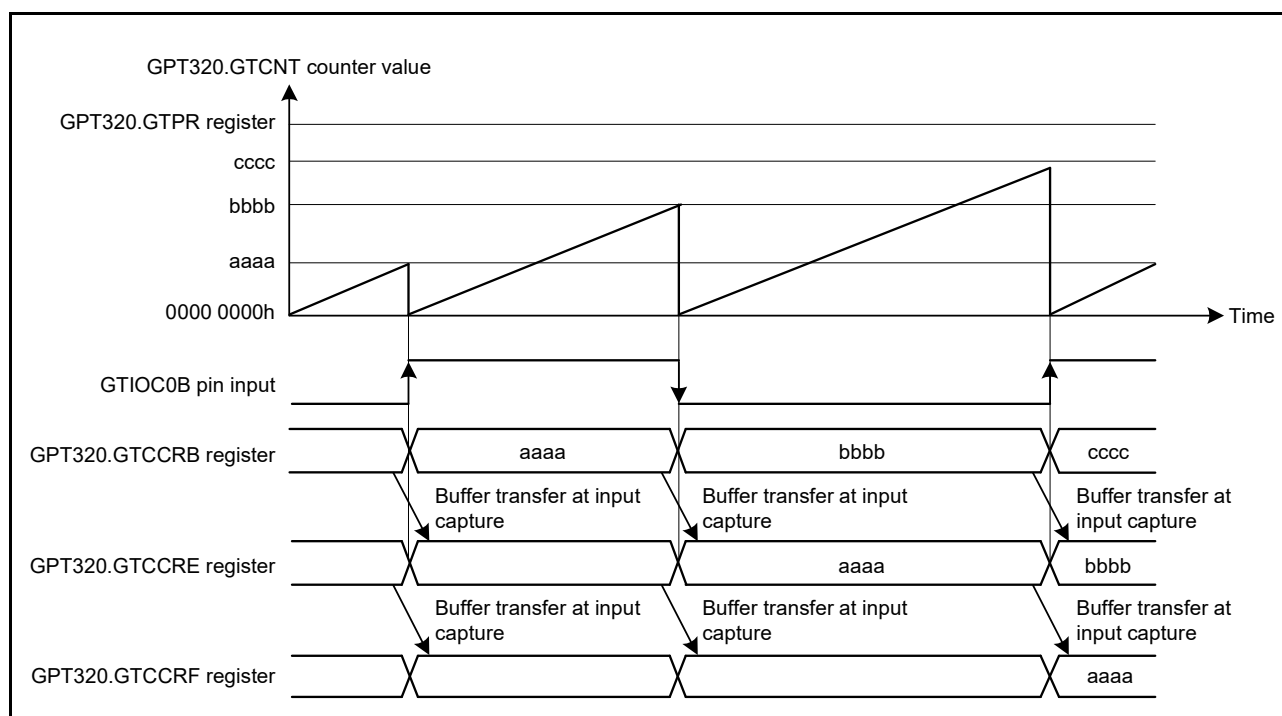 GPT320.GTCNT counter value
GPT320.GTPR register
cccc
bbbb
aaaa
0000 0000h
Time
GTIOC0B pin input
GPT320.GTCCRB register
aaaa
bbbb
cccc
Buffer transfer at input
capture
Buffer transfer at input
capture
Buffer transfer at
input capture
GPT320.GTCCRE register
aaaa
bbbb
Buffer transfer at input
capture
Buffer transfer at input
capture
Buffer transfer at
input capture
GPT320.GTCCRF register
aaaa